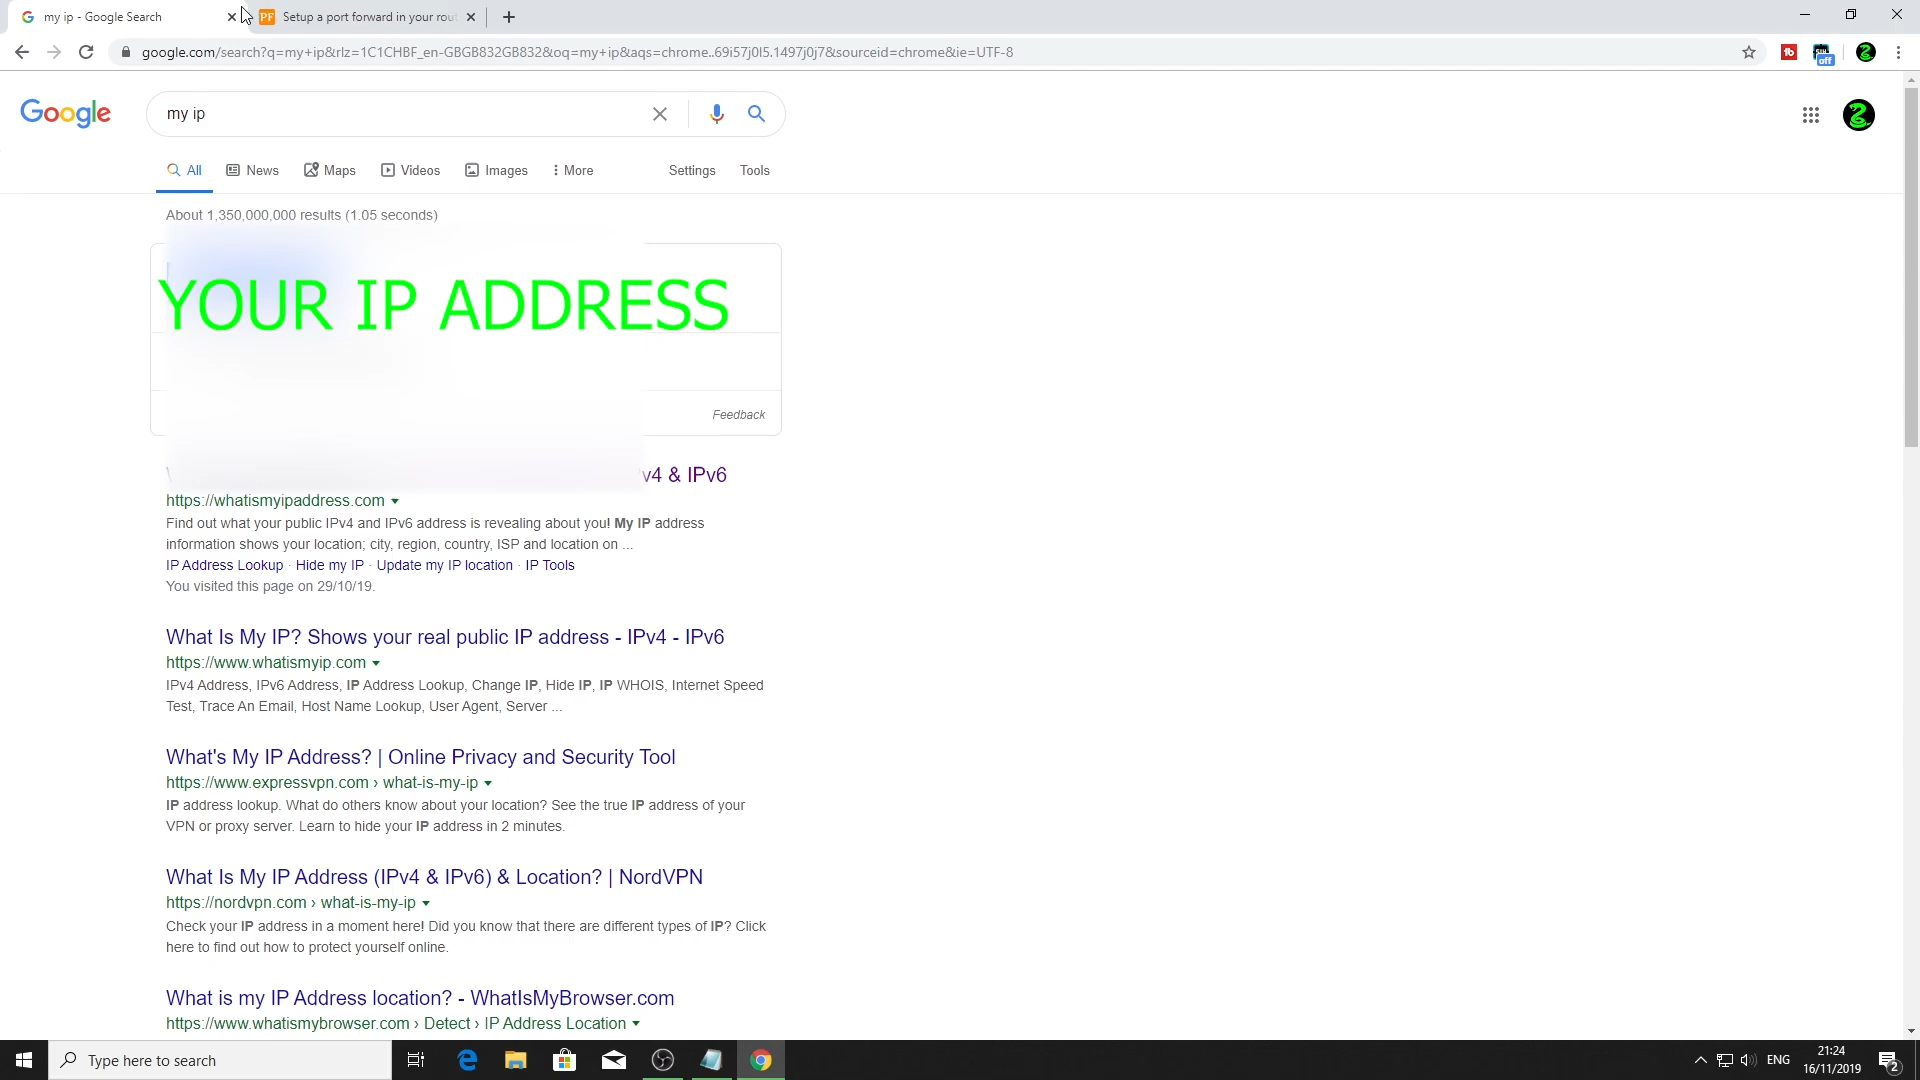 my ip - Google Search
PF Setup a port forward in your rout
google.com/search?q=my+ip&rlz=1C1CHBF_en-GBGB832GB832&oq=my+ip&aqs=chrome..69i57j0l5.1497j0j7&sourceid=chrome&ie=UTF-8
off
Google
my ip
All News Maps Videos Images More Settings Tools
About 1,350,000,000 results (1.05 seconds)
YOUR IP ADDRESS
Feedback
v4 & IPv6
https://whatismyipaddress.com
Find out what your public IPv4 and IPv6 address is revealing about you! My IP address
information shows your location; city, region, country, ISP and location on ...
IP Address Lookup · Hide my IP · Update my IP location · IP Tools
You visited this page on 29/10/19.
What Is My IP? Shows your real public IP address - IPv4 - IPv6
https://www.whatismyip.com
IPv4 Address, IPv6 Address, IP Address Lookup, Change IP, Hide IP, IP WHOIS, Internet Speed
Test, Trace An Email, Host Name Lookup, User Agent, Server ...
What's My IP Address? | Online Privacy and Security Tool
https://www.expressvpn.com › what-is-my-ip
IP address lookup. What do others know about your location? See the true IP address of your
VPN or proxy server. Learn to hide your IP address in 2 minutes.
What Is My IP Address (IPv4 & IPv6) & Location? | NordVPN
https://nordvpn.com › what-is-my-ip
Check your IP address in a moment here! Did you know that there are different types of IP? Click
here to find out how to protect yourself online.
What is my IP Address location? - WhatIsMyBrowser.com
https://www.whatismybrowser.com › Detect › IP Address Location
Type here to search
ENG
21:24
16/11/2019
2